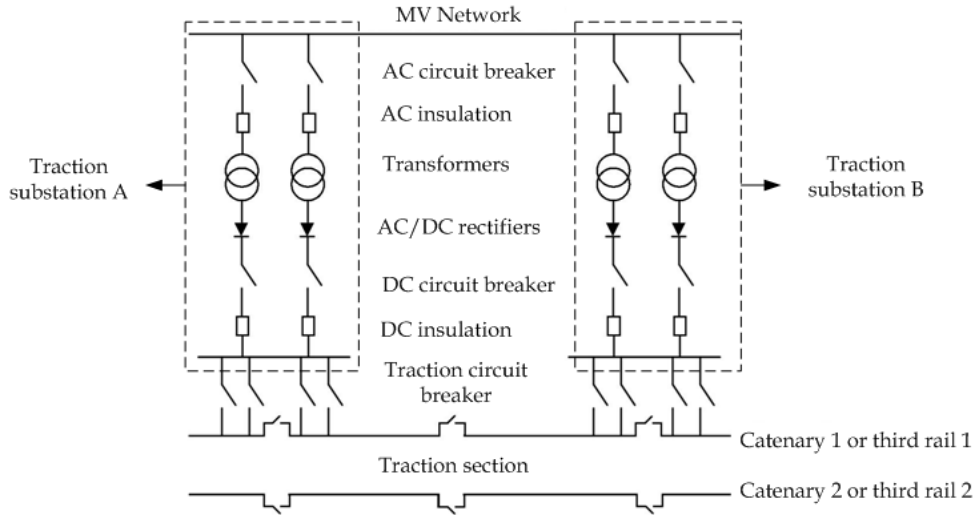 MV Network
AC circuit breaker
AC insulation
Traction
substation A
Transformers
Traction
substation B
AC/DC rectifiers
DC circuit breaker
DC insulation
Traction circuit
breaker
Catenary 1 or third rail 1
Traction section
Catenary 2 or third rail 2